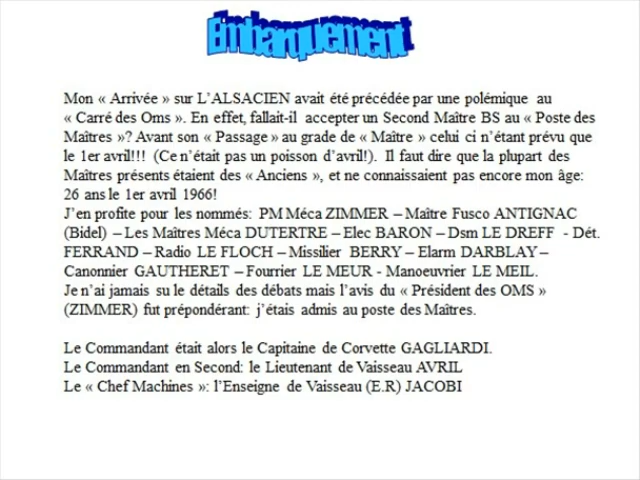 Embarquement
Mon « Arrivée » sur L’ALSACIEN avait été précédée par une polémique au
« Carré des Oms ». En effet, fallait-il accepter un Second Maître BS au « Poste des
Maîtres »? Avant son « Passage » au grade de « Maître » celui ci n’étant prévu que
le 1er avril!!! (Ce n’était pas un poisson d’avril!). Il faut dire que la plupart des
Maîtres présents étaient des « Anciens », et ne connaissaient pas encore mon âge:
26 ans le 1er avril 1966!
J’en profite pour les nommés: PM Méca ZIMMER – Maître Fusco ANTIGNAC
(Bidel) – Les Maîtres Méca DUTERTRE – Elec BARON – Dsm LE DREFF - Dét.
FERRAND – Radio LE FLOCH – Missilier BERRY – Elarm DARBLAY –
Canonnier GAUTHERET – Fourrier LE MEUR - Manoeuvrier LE MEIL.
Je n’ai jamais su le détails des débats mais l’avis du « Président des OMS »
(ZIMMER) fut prépondérant: j’étais admis au poste des Maîtres.
Le Commandant était alors le Capitaine de Corvette GAGLIARDI.
Le Commandant en Second: le Lieutenant de Vaisseau AVRIL
Le « Chef Machines »: l’Enseigne de Vaisseau (E.R) JACOBI